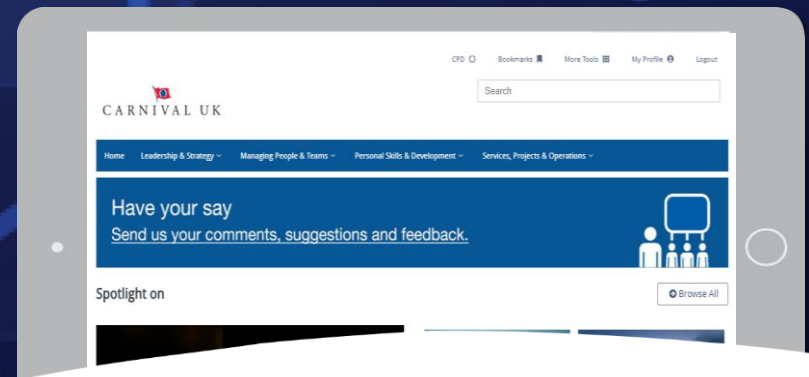 CPD Bookmarks More Tools My Profile Logout
Search
CARNIVAL UK
Home Leadership & Strategy Managing People & Teams Personal Skills & Development Services, Projects & Operations
Have your say
Send us your comments, suggestions and feedback.
Spotlight on Browse All